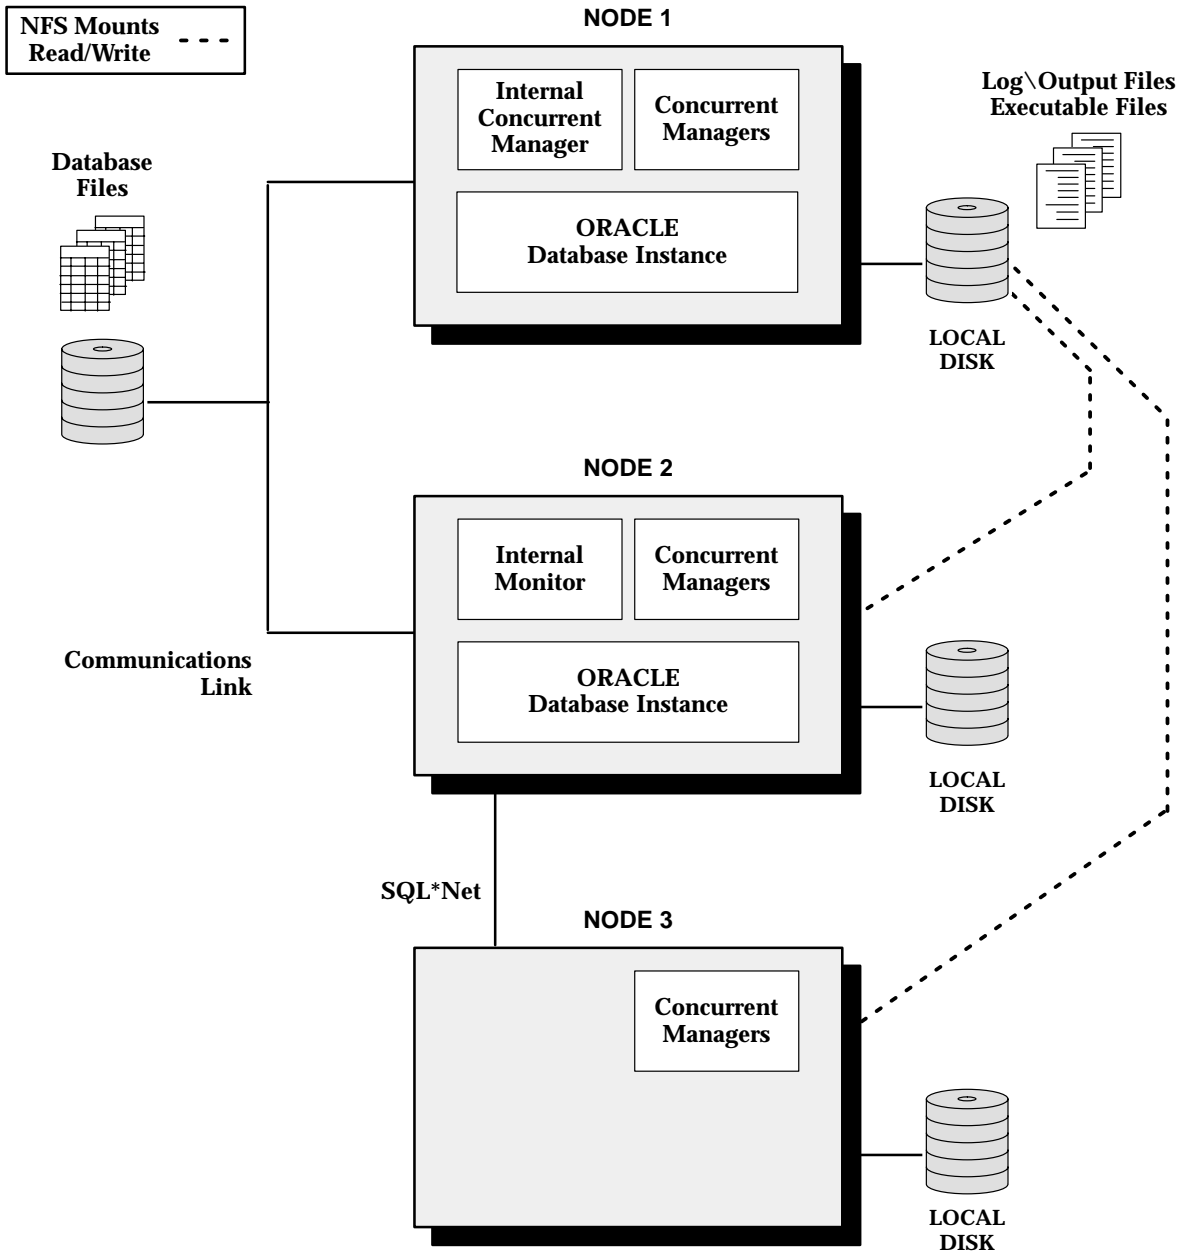 NFS Mounts
Read/Write
NODE 1
Internal
Concurrent
Manager
Concurrent
Managers
ORACLE
Database Instance
Log\Output Files
Executable Files
Database
Files
LOCAL
DISK
NODE 2
Internal
Monitor
Concurrent
Managers
ORACLE
Database Instance
Communications
Link
LOCAL
DISK
SQL*Net
NODE 3
Concurrent
Managers
LOCAL
DISK